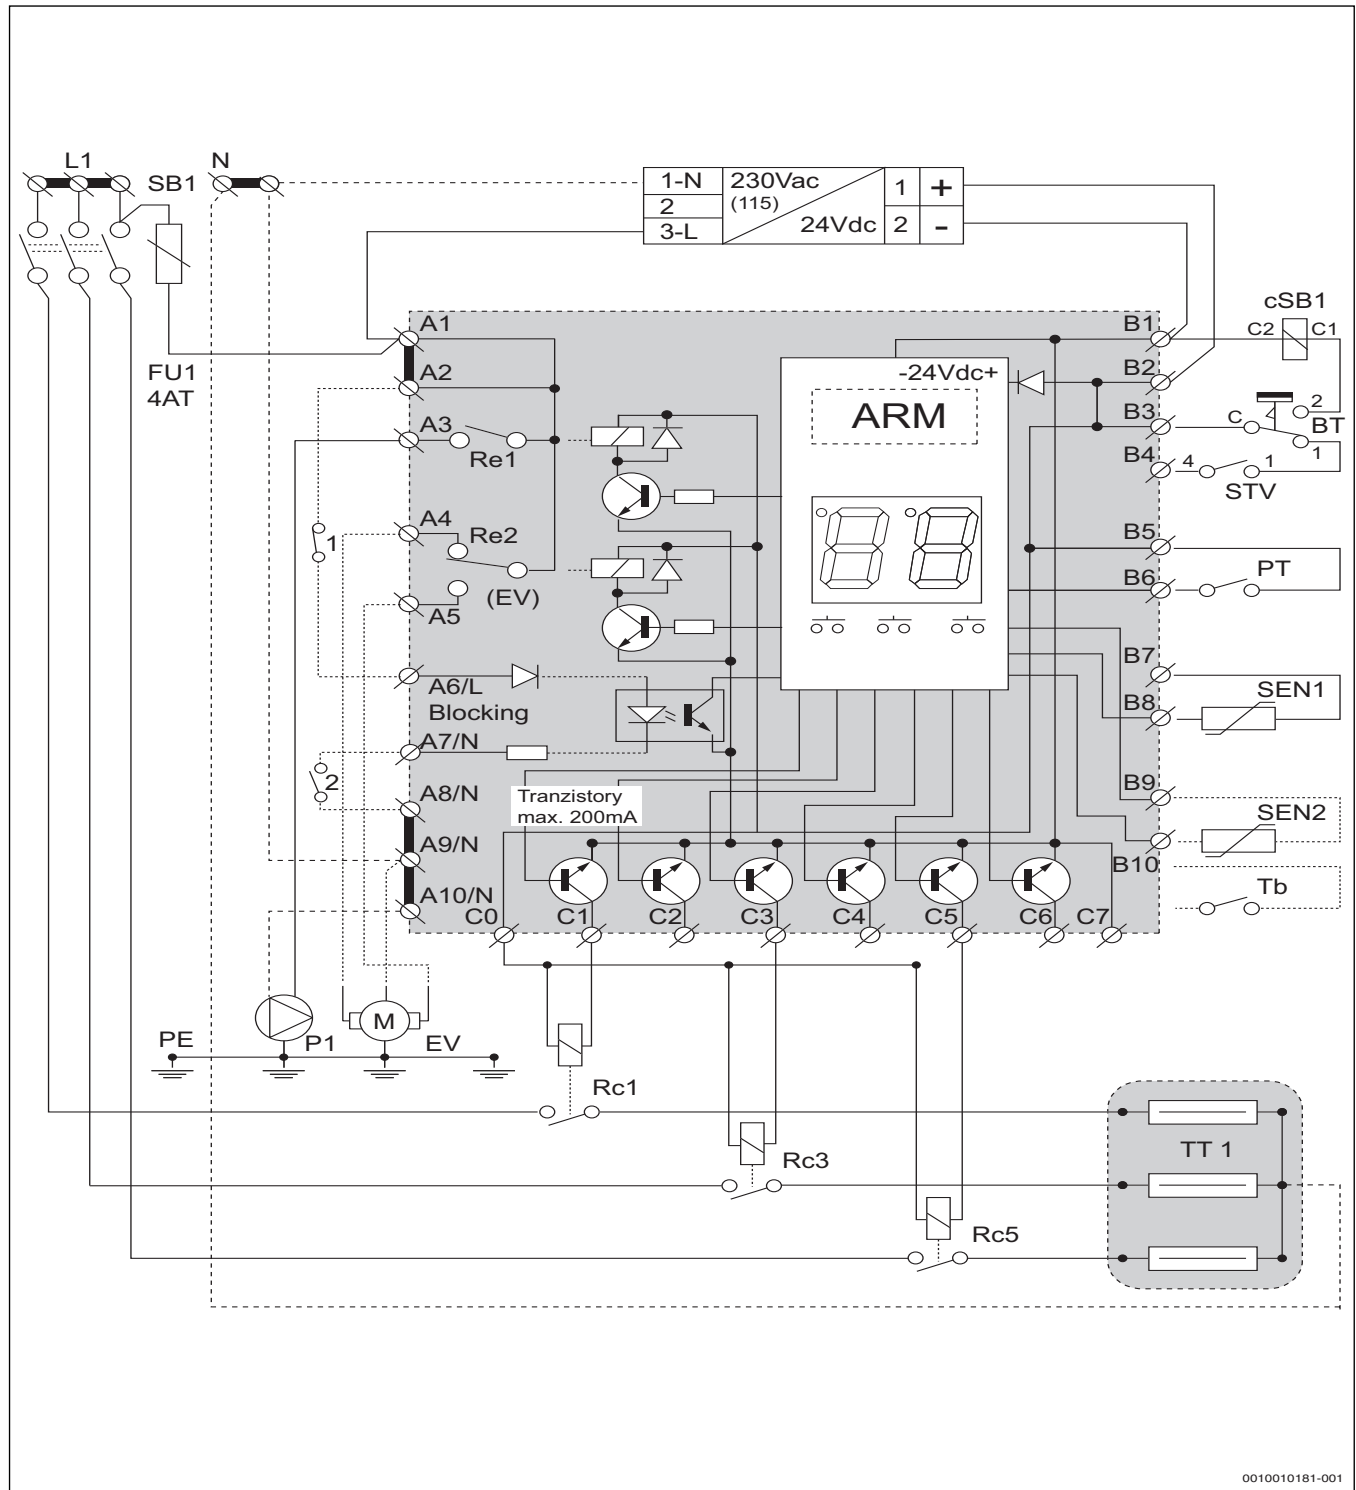 L1
N
SB1
1-N
230Vac
1
+
2
(115)
3-L
24Vdc
2
-
FU1
4AT
A1
A2
A3
Re1
A4
Re2
(EV)
A5
1
A6/L
Blocking
A7/N
2
A8/N
A9/N
A10/N
-24Vdc+
ARM
Tranzistory
max. 200mA
B1
B2
B3
B4
B5
B6
B7
B8
B9
B10
cSB1
C2
C1
2
C
BT
1
4
1
STV
PT
SEN1
SEN2
Tb
C0
C1
C2
C3
C4
C5
C6
C7
PE
P1
M
EV
Rc1
Rc3
Rc5
TT 1
0010010181-001